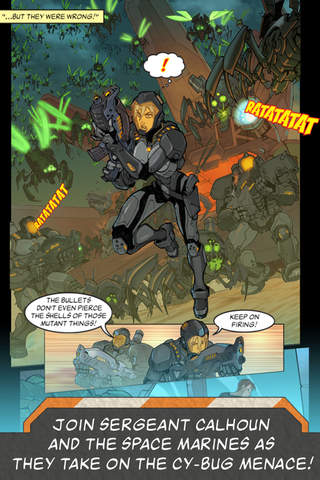 "...BUT THEY WERE WRONG!"
!
RATATATAT
RATATATAT
THE BULLETS
DON'T EVEN PIERCE
THE SHELLS OF THOSE
MUTANT THINGS!
KEEP ON
FIRING!
JOIN SERGEANT CALHOUN
AND THE SPACE MARINES AS
THEY TAKE ON THE CY-BUG MENACE!